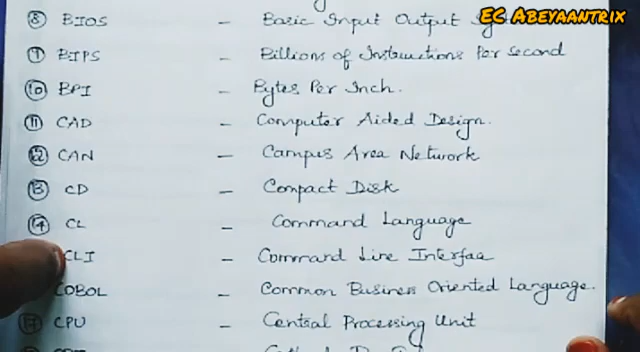 EC Abeyaantrix
⑧ BIOS - Basic Input Output
⑨ BIPS - Billions of Instructions Per Second
⑩ BPI - Bytes Per Inch.
⑪ CAD - Computer Aided Design.
⑫ CAN - Campus Area Network
⑬ CD - Compact Disk
⑭ CL - Command Language
CLI - Command Line Interface
COBOL - Common Business Oriented Language.
⑰ CPU - Central Processing Unit